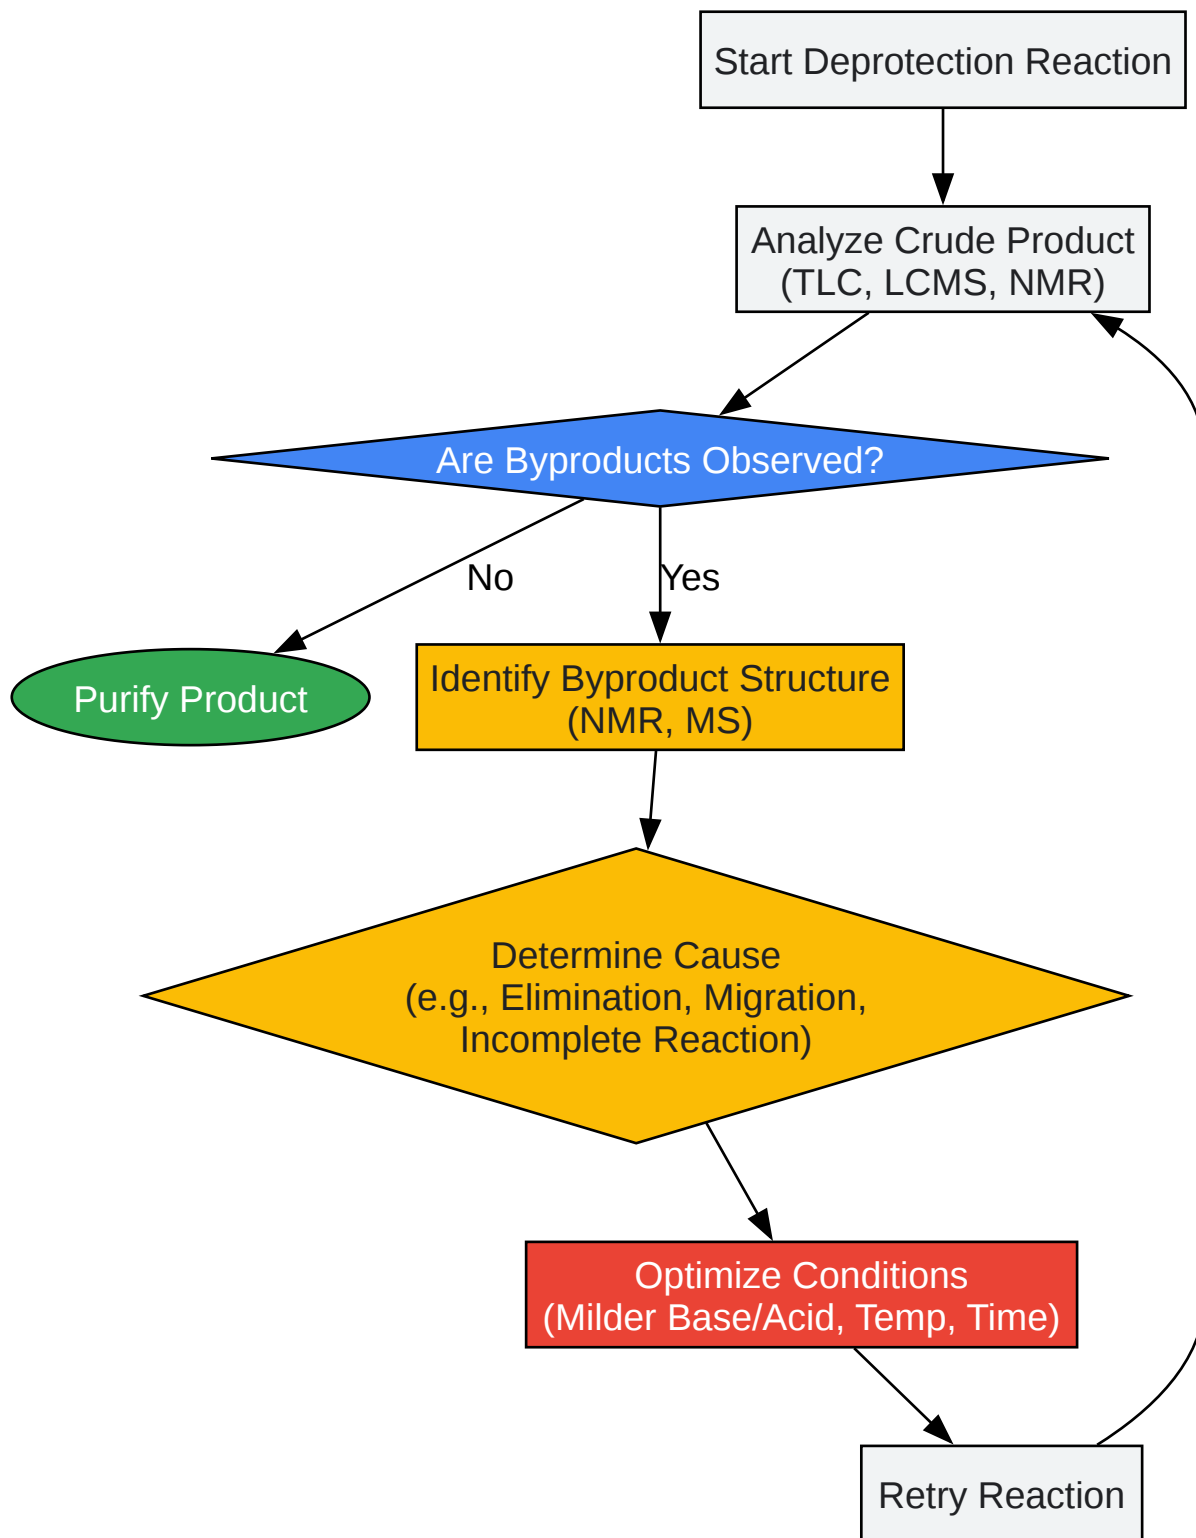 Start Deprotection Reaction
Analyze Crude Product
(TLC, LCMS, NMR)
Are Byproducts Observed?
No
Yes
Purify Product
Identify Byproduct Structure
(NMR, MS)
Determine Cause
(e.g., Elimination, Migration,
Incomplete Reaction)
Optimize Conditions
(Milder Base/Acid, Temp, Time)
Retry Reaction